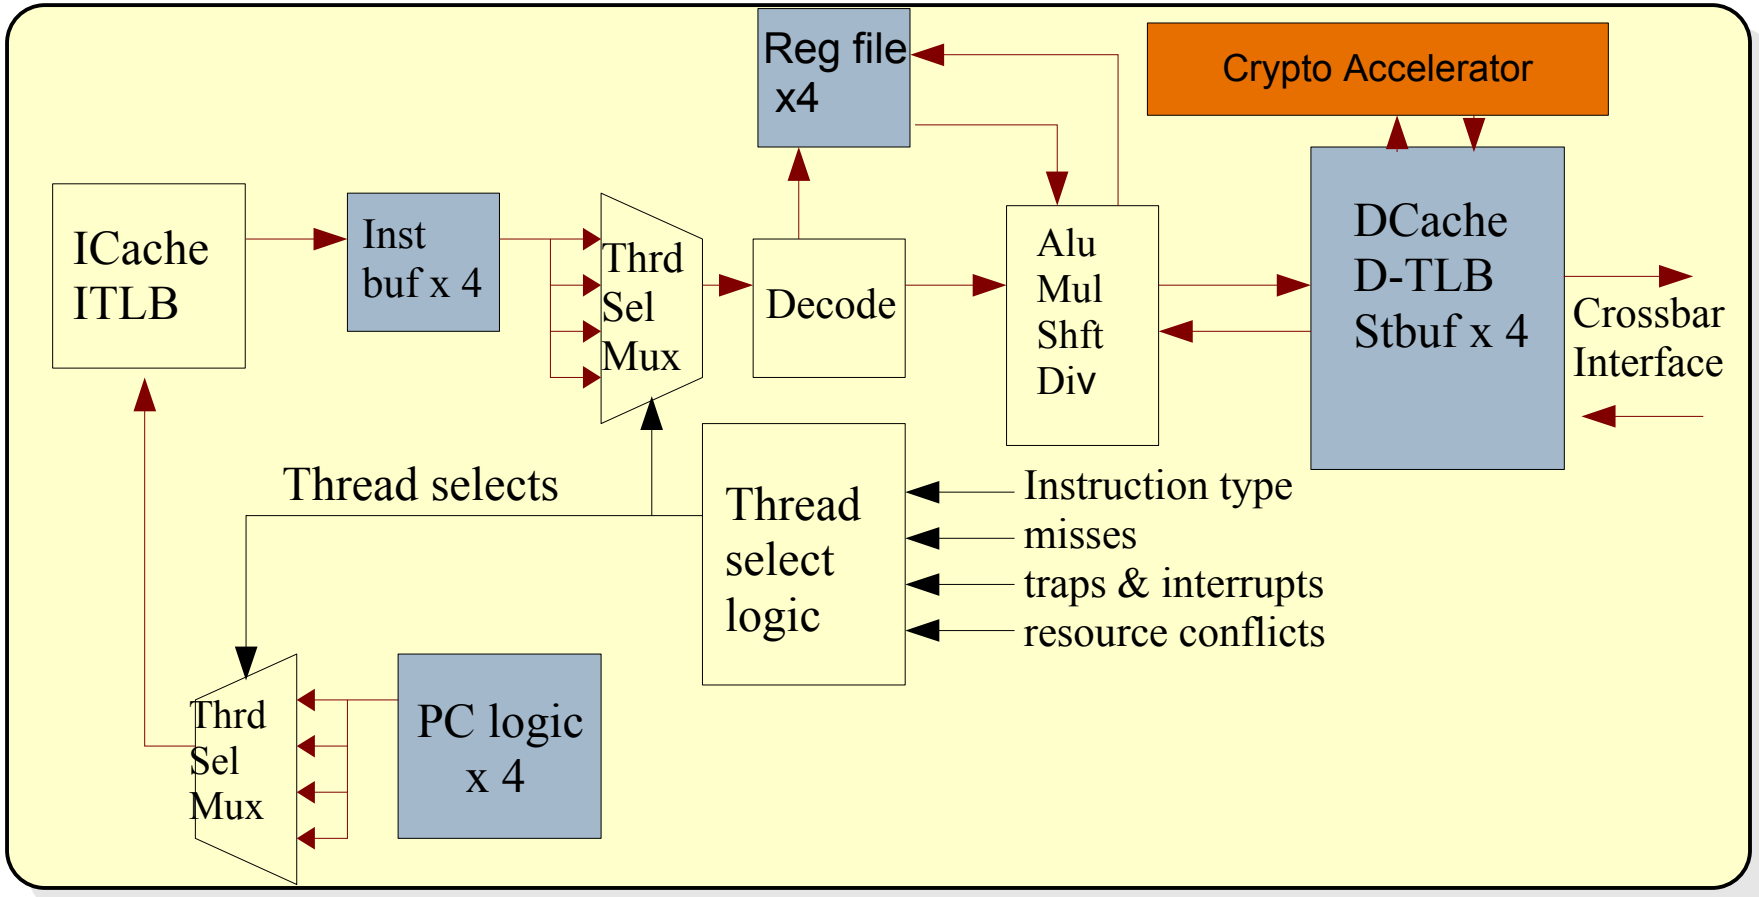 Reg file
x4
Crypto Accelerator
ICache
ITLB
Inst
buf x 4
Thrd
Sel
Mux
Decode
Alu
Mul
Shft
Div
DCache
D-TLB
Stbuf x 4
Crossbar
Interface
Thread selects
Thread
select
logic
Instruction type
misses
traps & interrupts
resource conflicts
Thrd
Sel
Mux
PC logic
x 4